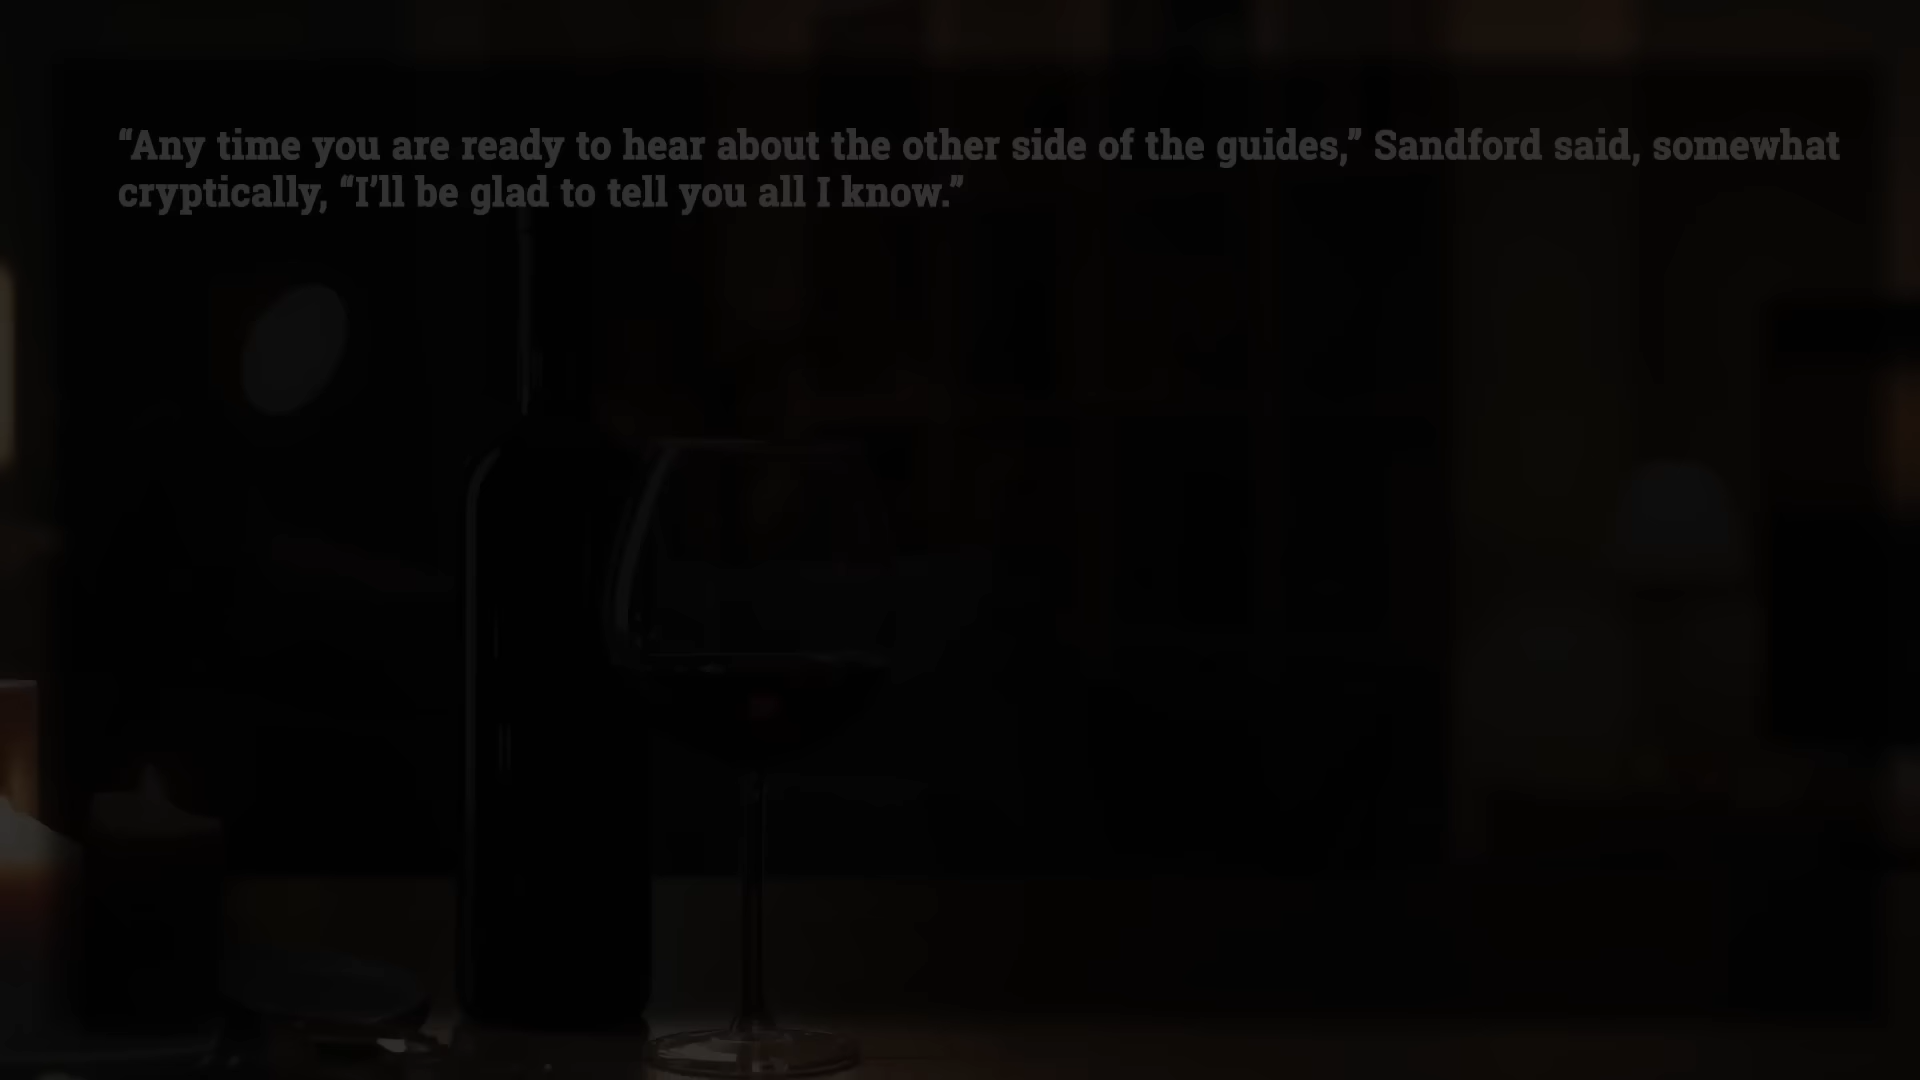 “Any time you are ready to hear about the other side of the guides,” Sandford said, somewhat
cryptically, “I’ll be glad to tell you all I know.”